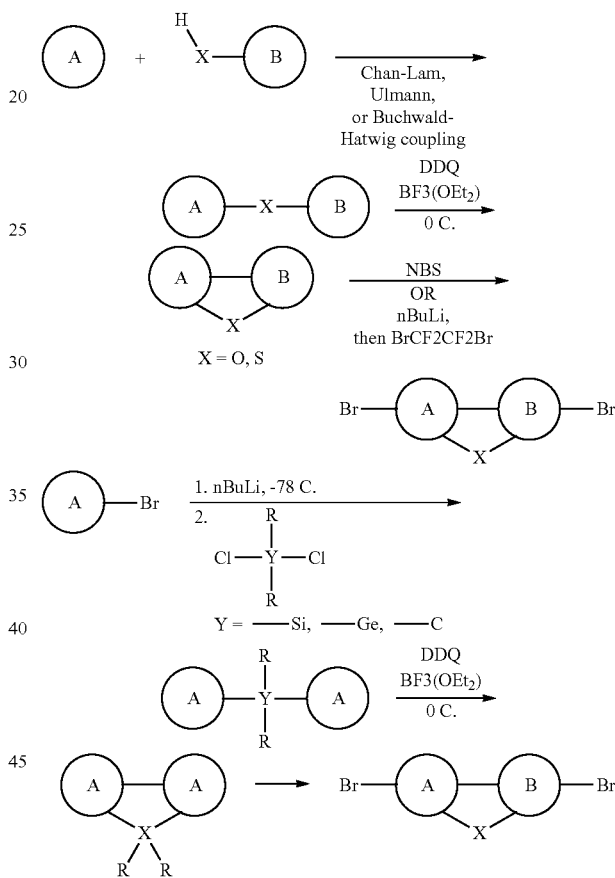 H
A + X B
20
Chan-Lam,
Ulmann,
or Buchwald-
Hatwig coupling
DDQ
BF3(OEt2)
A X B
25
0 C.
A B
NBS
OR
nBuLi,
then BrCF2CF2Br
X
X = O, S
30
Br A B Br
X
35
A Br
1. nBuLi, -78 C.
2.
R
Cl Y Cl
R
40
Y = Si, Ge, C
R
DDQ
BF3(OEt2)
A Y A
0 C.
R
45
A A
Br A B Br
X
X
R R